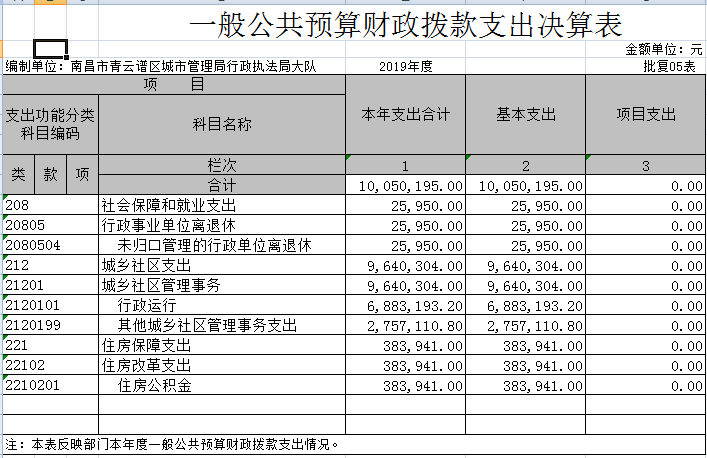 一般公共预算财政拨款支出决算表
金额单位：元
编制单位：南昌市青云谱区城市管理局行政执法局大队 2019年度 批复05表
项 目 本年支出合计 基本支出 项目支出
支出功能分类科目编码 科目名称
类 款 项 栏次 1 2 3
合计 10,050,195.00 10,050,195.00 0.00
208 社会保障和就业支出 25,950.00 25,950.00 0.00
20805 行政事业单位离退休 25,950.00 25,950.00 0.00
2080504 未归口管理的行政单位离退休 25,950.00 25,950.00 0.00
212 城乡社区支出 9,640,304.00 9,640,304.00 0.00
21201 城乡社区管理事务 9,640,304.00 9,640,304.00 0.00
2120101 行政运行 6,883,193.20 6,883,193.20 0.00
2120199 其他城乡社区管理事务支出 2,757,110.80 2,757,110.80 0.00
221 住房保障支出 383,941.00 383,941.00 0.00
22102 住房改革支出 383,941.00 383,941.00 0.00
2210201 住房公积金 383,941.00 383,941.00 0.00
注：本表反映部门本年度一般公共预算财政拨款支出情况。